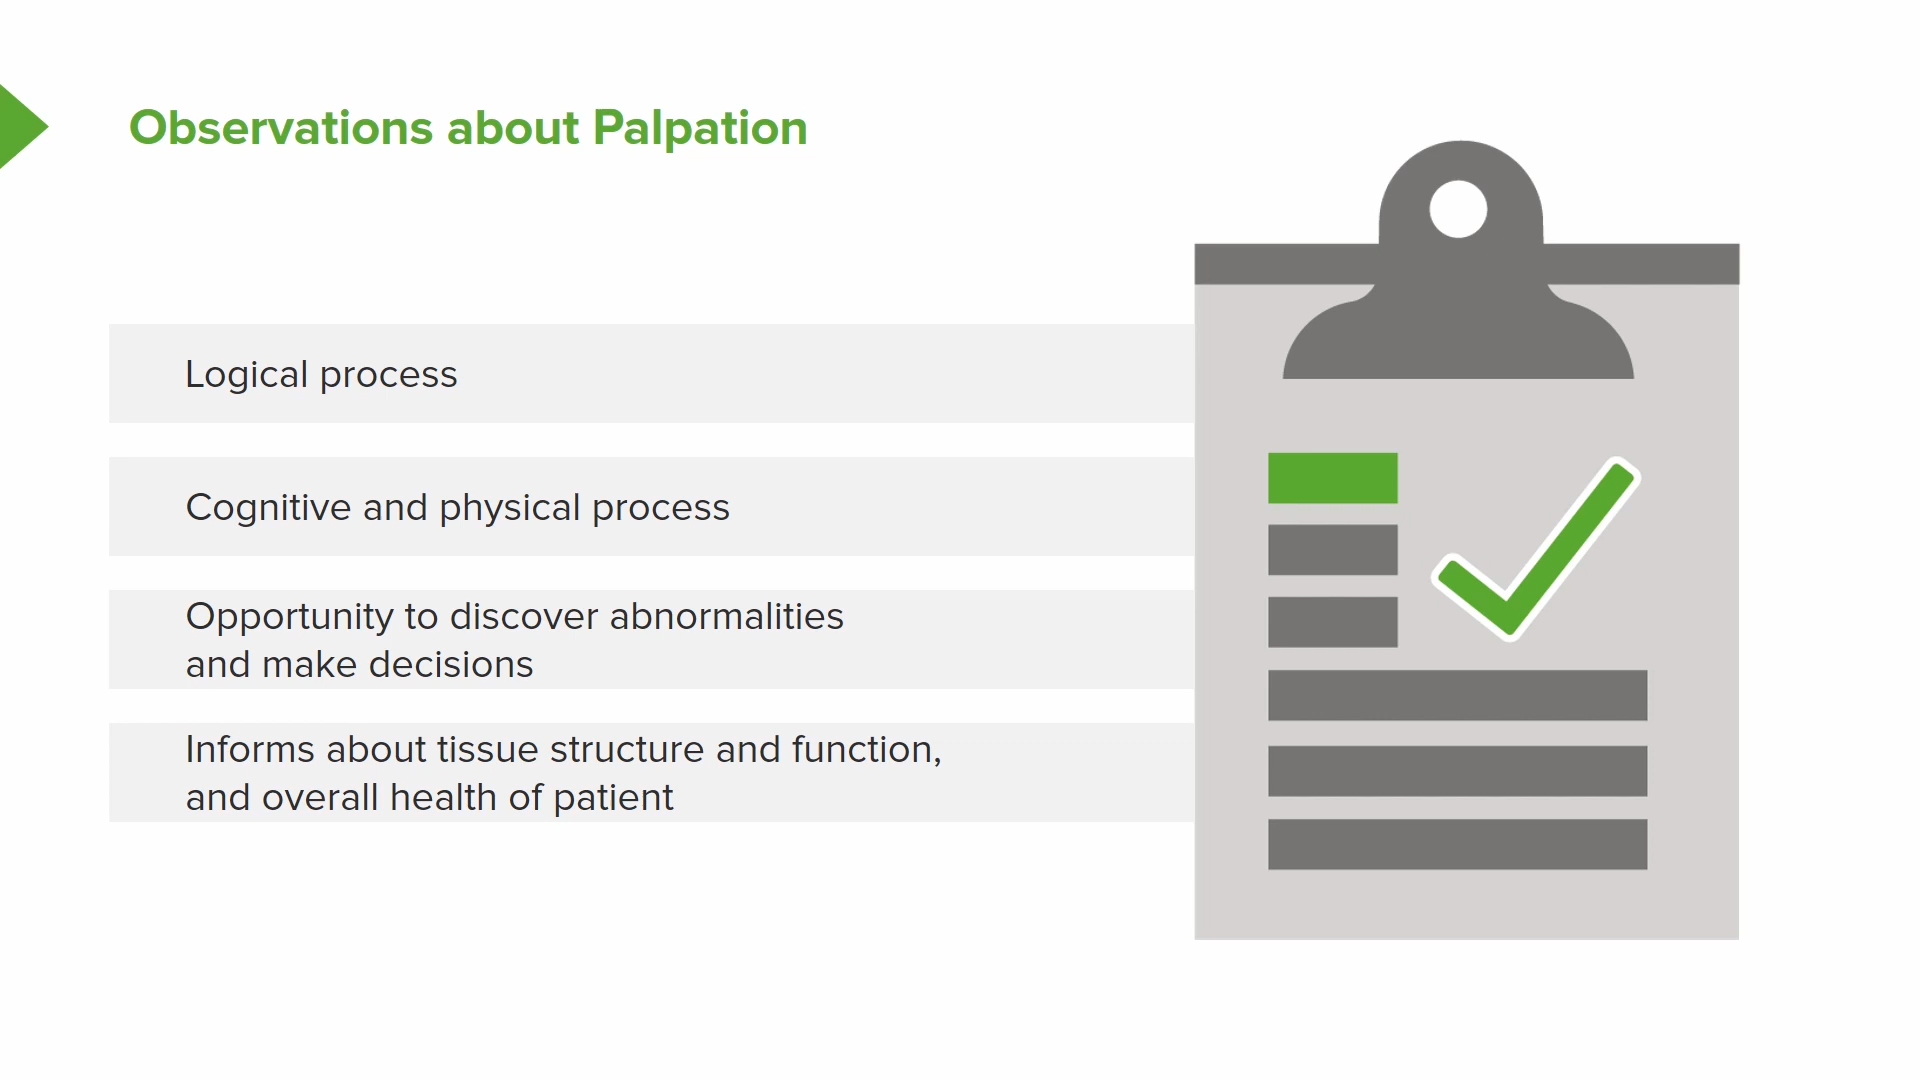 Observations about Palpation
Logical process
Cognitive and physical process
Opportunity to discover abnormalities
and make decisions
Informs about tissue structure and function,
and overall health of patient